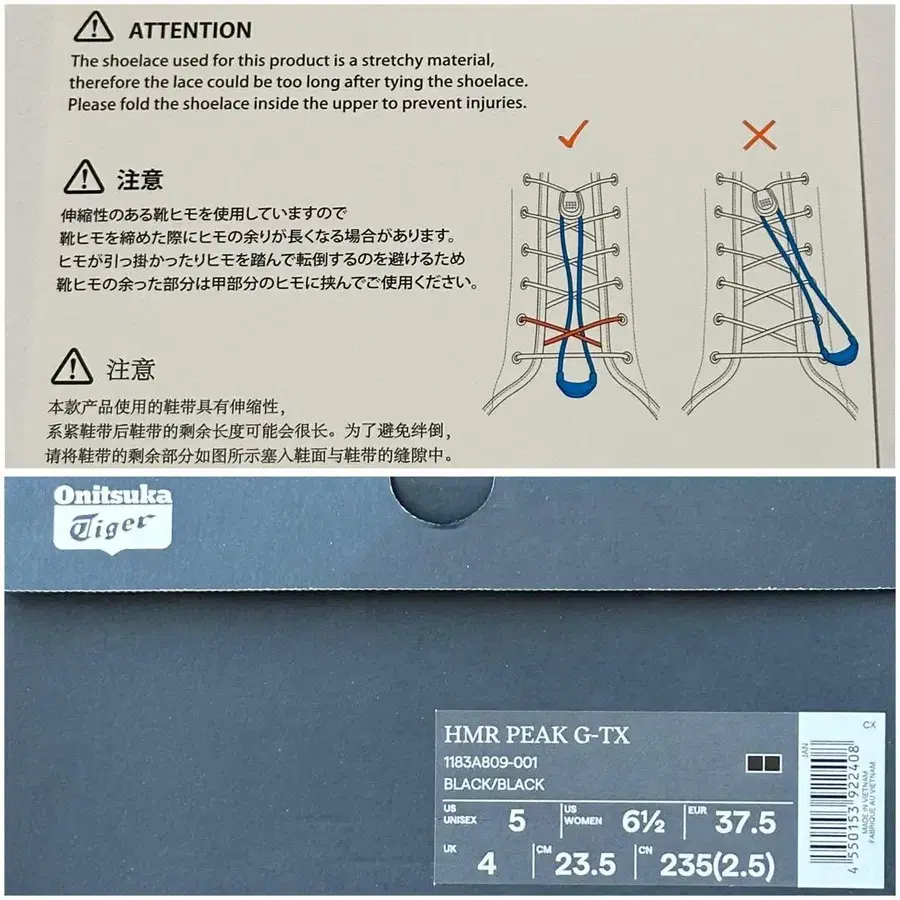 ATTENTION
The shoelace used for this product is a stretchy material,
therefore the lace could be too long after tying the shoelace.
Please fold the shoelace inside the upper to prevent injuries.
注意
伸縮性のある靴ヒモを使用していますので
靴ヒモを締めた際にヒモの余りが長くなる場合があります。
ヒモが引っ掛かったりヒモを踏んで転倒するのを避けるため
靴ヒモの余った部分は甲部分のヒモに挟んでご使用ください。
注意
本款产品使用的鞋带具有伸缩性，
系紧鞋带后鞋带的剩余长度可能会很长。为了避免绊倒，
请将鞋带的剩余部分如图所示塞入鞋面与鞋带的缝隙中。
Onitsuka
Tiger
HMR PEAK G-TX
1183A809-001
BLACK/BLACK
US UNISEX 5 US WOMEN 6½ EUR 37.5
UK 4 CM 23.5 CN 235(2.5)
JAN
4 550153 922408
CX
MADE IN VIETNAM
FABRIQUE AU VIETNAM